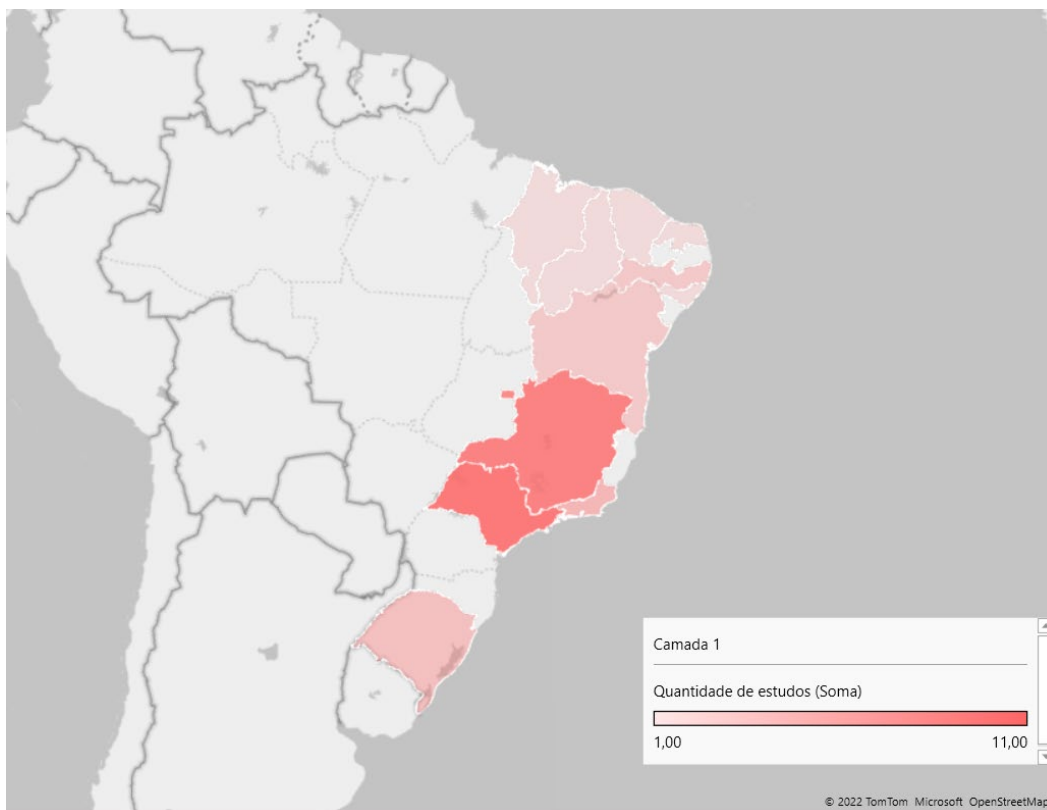 Camada 1
Quantidade de estudos (Soma)
1,00 11,00
© 2022 TomTom Microsoft OpenStreetMap